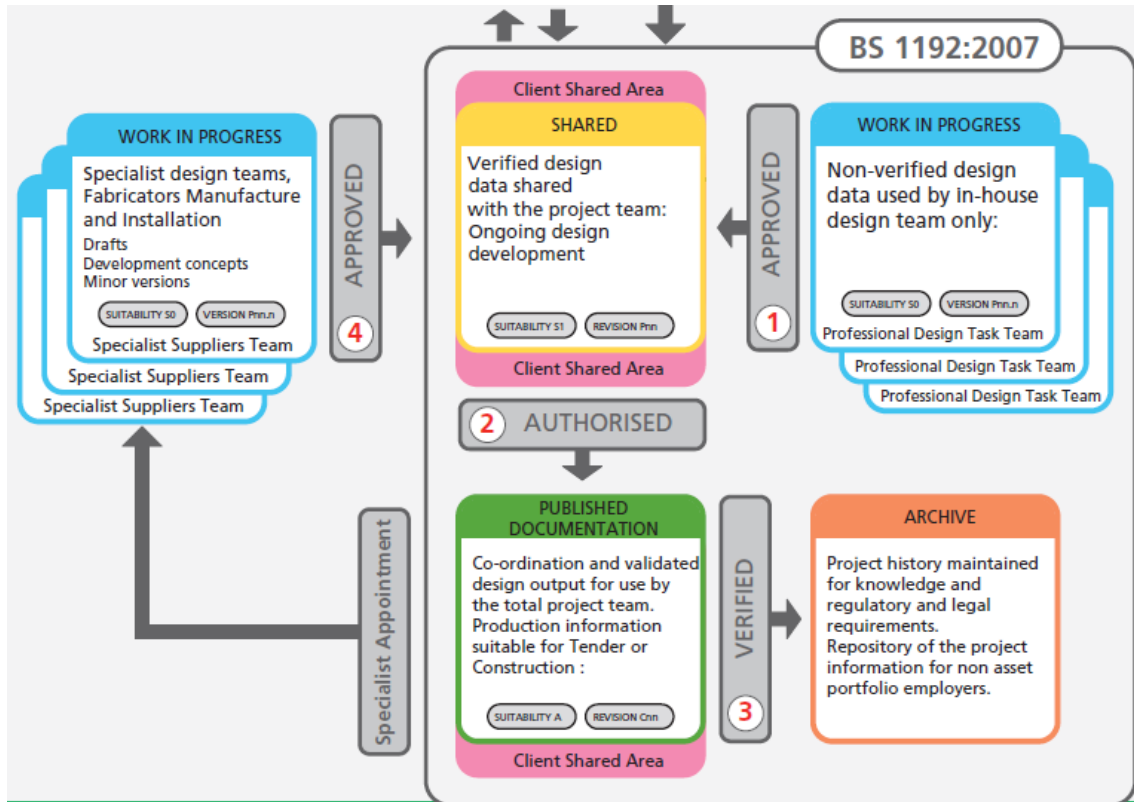 BS 1192:2007
WORK IN PROGRESS
Specialist design teams,
Fabricators Manufacture
and Installation
Drafts
Development concepts
Minor versions
SUITABILITY S0
VERSION Pnn.n
Specialist Suppliers Team
Specialist Suppliers Team
Specialist Suppliers Team
APPROVED
4
Client Shared Area
SHARED
Verified design
data shared
with the project team:
Ongoing design
development
SUITABILITY S1
REVISION Pnn
Client Shared Area
APPROVED
1
WORK IN PROGRESS
Non-verified design
data used by in-house
design team only:
SUITABILITY S0
VERSION Pnn.n
Professional Design Task Team
Professional Design Task Team
Professional Design Task Team
2
AUTHORISED
Specialist Appointment
PUBLISHED
DOCUMENTATION
Co-ordination and validated
design output for use by
the total project team.
Production information
suitable for Tender or
Construction :
SUITABILITY A
REVISION Cnn
Client Shared Area
VERIFIED
3
ARCHIVE
Project history maintained
for knowledge and
regulatory and legal
requirements.
Repository of the project
information for non asset
portfolio employers.